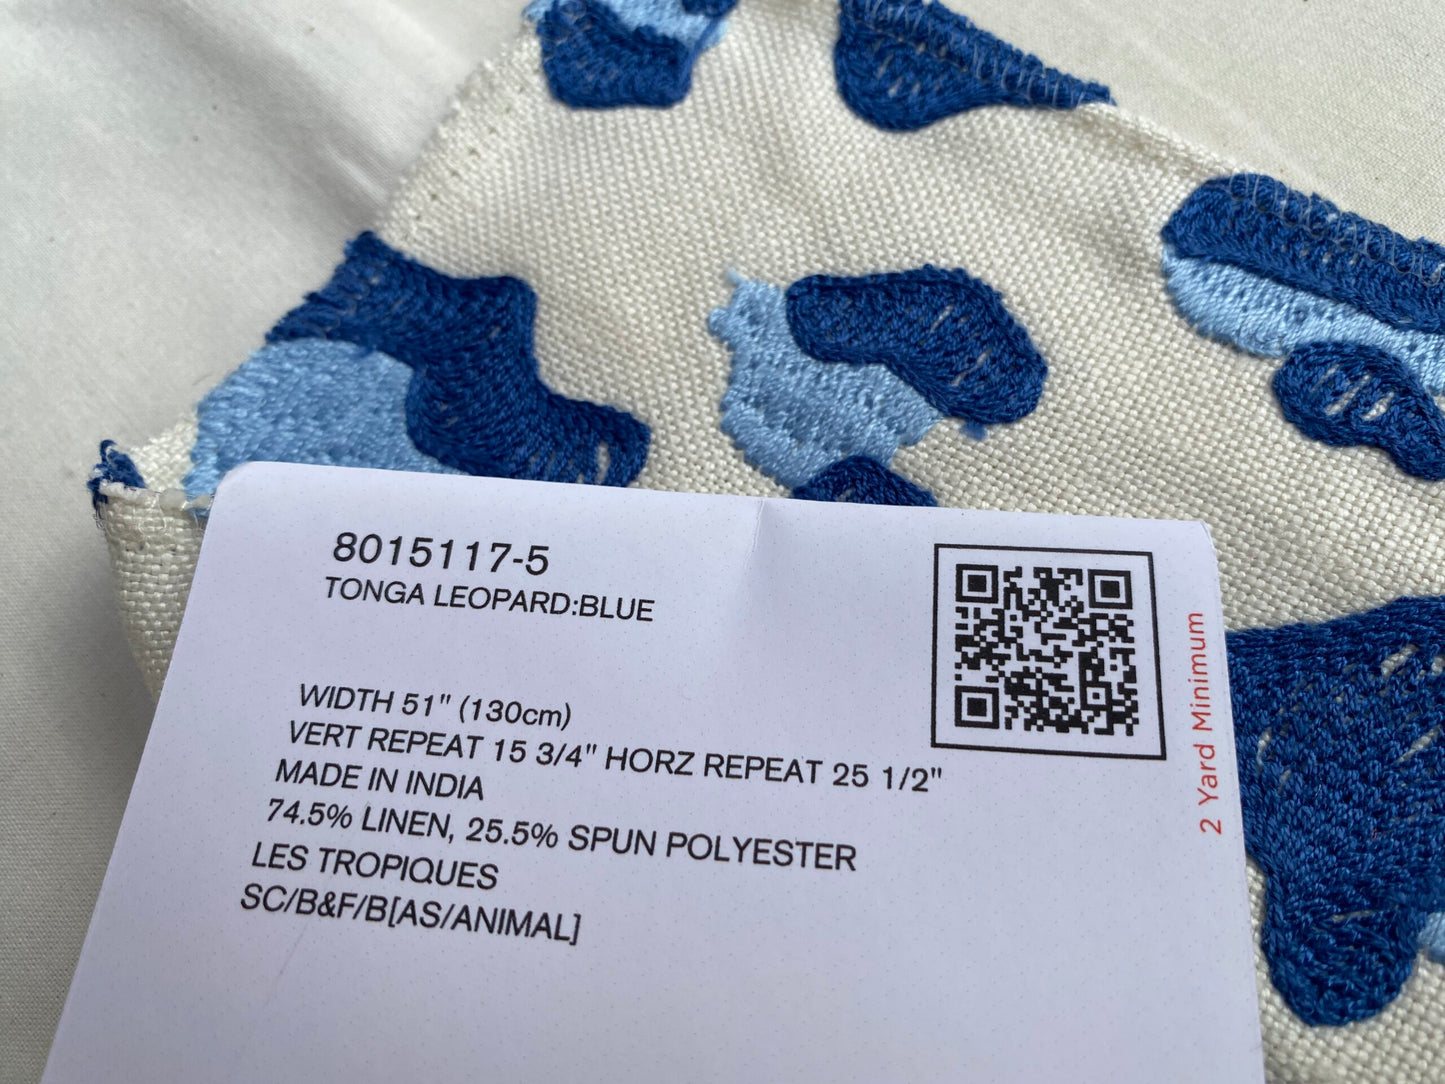 8015117-5
TONGA LEOPARD:BLUE
WIDTH 51" (130cm)
VERT REPEAT 15 3/4" HORZ REPEAT 25 1/2"
MADE IN INDIA
74.5% LINEN, 25.5% SPUN POLYESTER
LES TROPIQUES
SC/B&F/B[AS/ANIMAL]
2 Yard Minimum